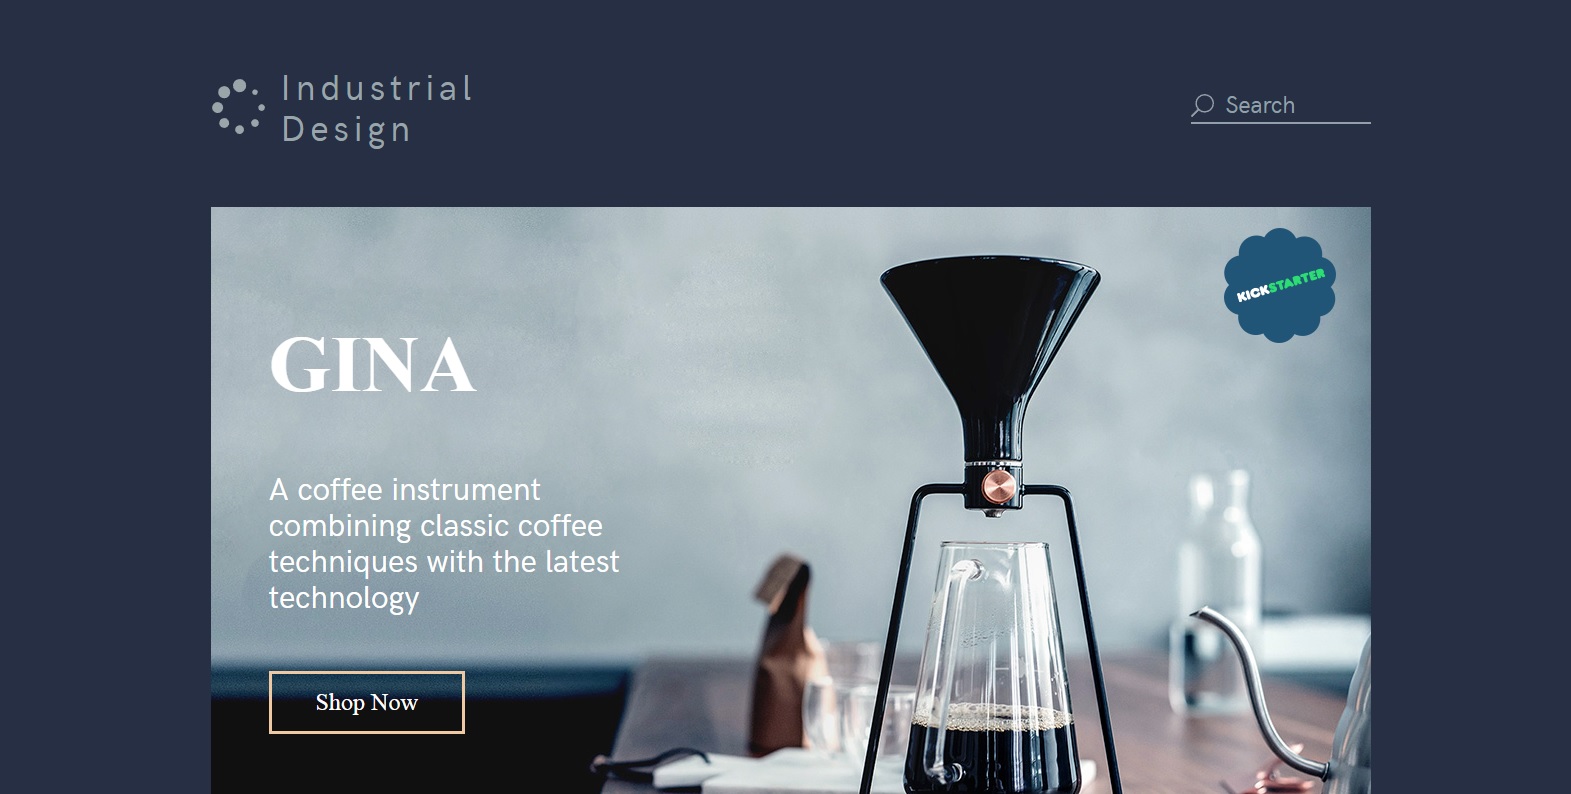 Industrial
Design
Search
KICKSTARTER
GINA
A coffee instrument
combining classic coffee
techniques with the latest
technology
Shop Now